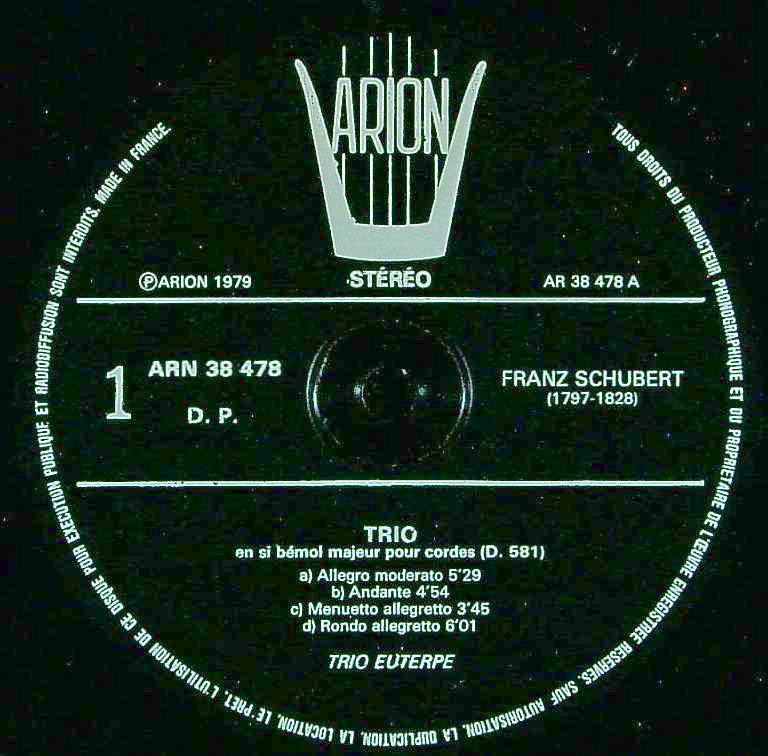 ARION
℗ARION 1979
STÉRÉO
AR 38 478 A
1
ARN 38 478
D. P.
FRANZ SCHUBERT
(1797-1828)
TRIO
en si bémol majeur pour cordes (D. 581)
a) Allegro moderato 5'29
b) Andante 4'54
c) Menuetto allegretto 3'45
d) Rondo allegretto 6'01
TRIO EUTERPE
TOUS DROITS DU PRODUCTEUR PHONOGRAPHIQUE ET DU PROPRIETAIRE DE L'ŒUVRE ENREGISTREE RESERVES. SAUF AUTORISATION, LA DUPLICATION, LA LOCATION, LE PRET, L'UTILISATION DE CE DISQUE POUR EXECUTION PUBLIQUE ET RADIODIFFUSION SONT INTERDITS. MADE IN FRANCE.